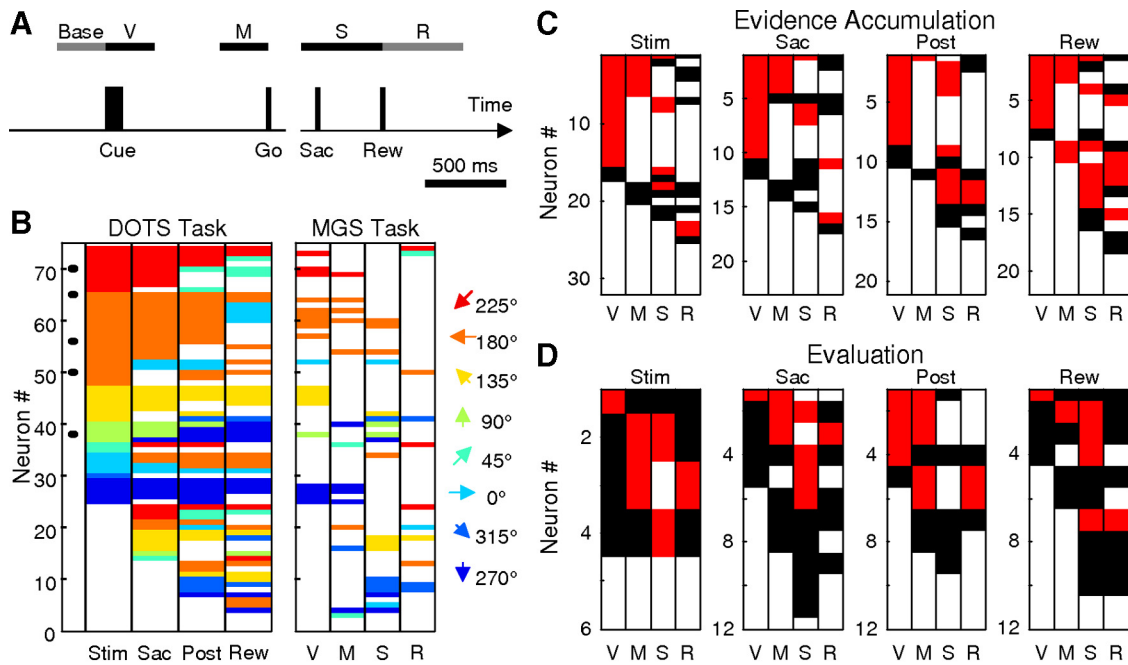 A
Base V M S R
Time
Cue Go Sac Rew
500 ms
B
DOTS Task MGS Task
Neuron #
70
60
50
40
30
20
10
0
Stim Sac Post Rew V M S R
225°
180°
135°
90°
45°
0°
315°
270°
C
Evidence Accumulation
Stim Sac Post Rew
Neuron #
10
20
30
5
10
15
20
5
10
15
20
5
10
15
20
V M S R V M S R V M S R V M S R
D
Evaluation
Stim Sac Post Rew
Neuron #
2
4
6
4
8
12
4
8
12
4
8
12
V M S R V M S R V M S R V M S R